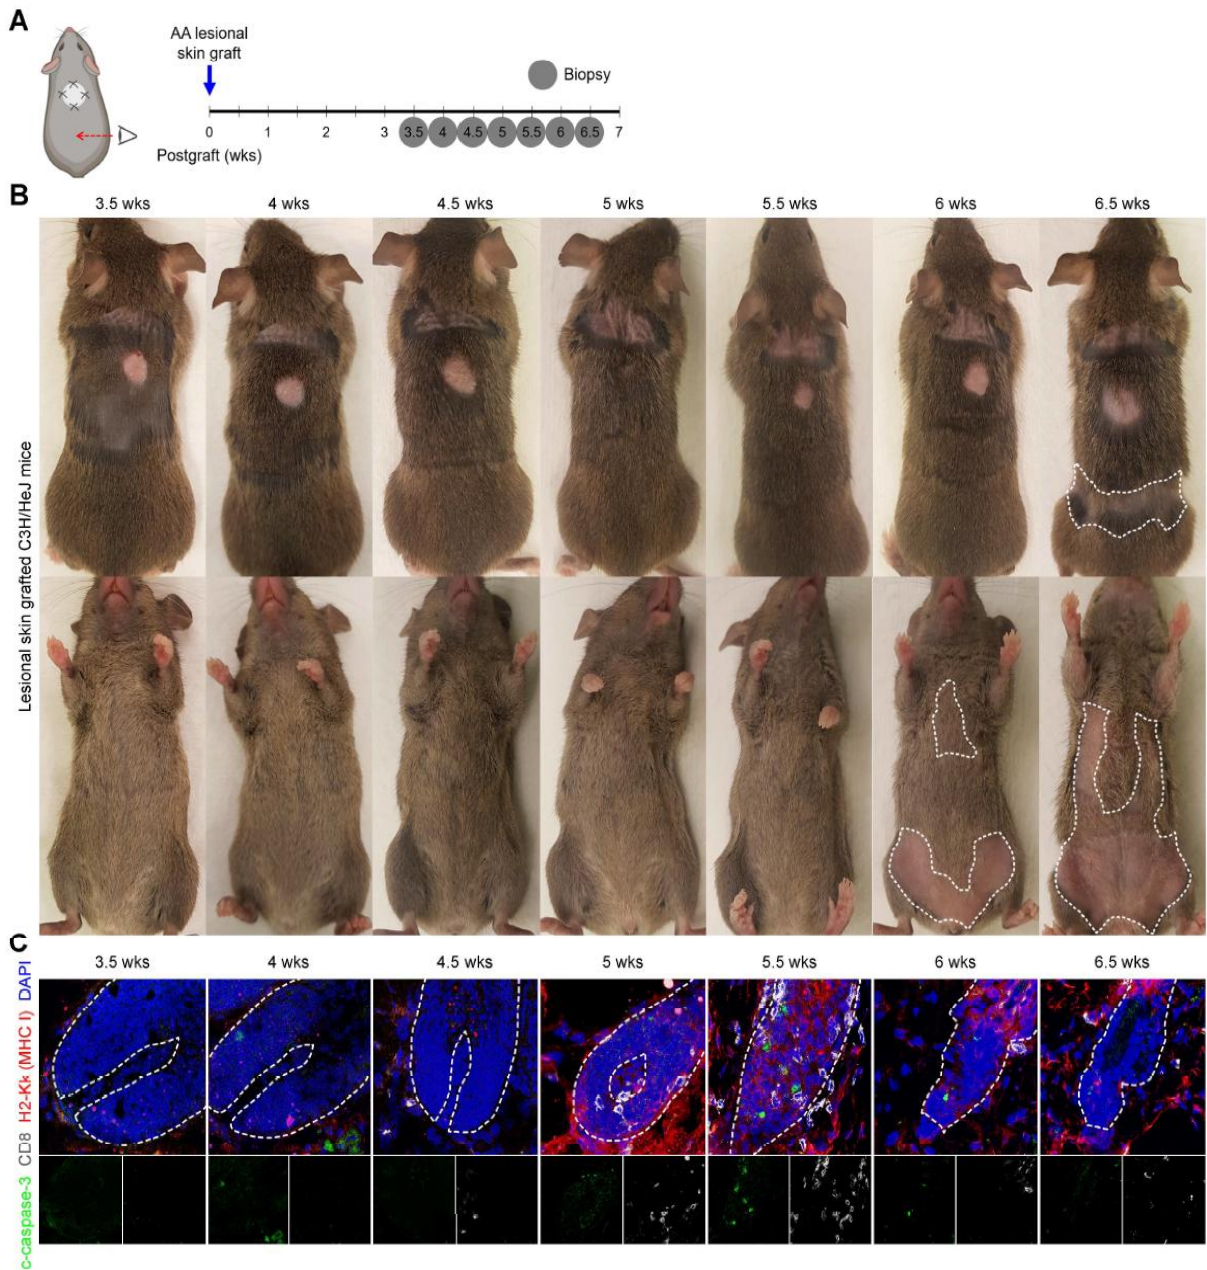 A
AA lesional
skin graft
Biopsy
0 1 2 3 3.5 4 4.5 5 5.5 6 6.5 7
Postgraft (wks)
B
3.5 wks 4 wks 4.5 wks 5 wks 5.5 wks 6 wks 6.5 wks
Lesional skin grafted C3H/HeJ mice
C
3.5 wks 4 wks 4.5 wks 5 wks 5.5 wks 6 wks 6.5 wks
c-caspase-3 CD8 H2-Kk (MHC I) DAPI